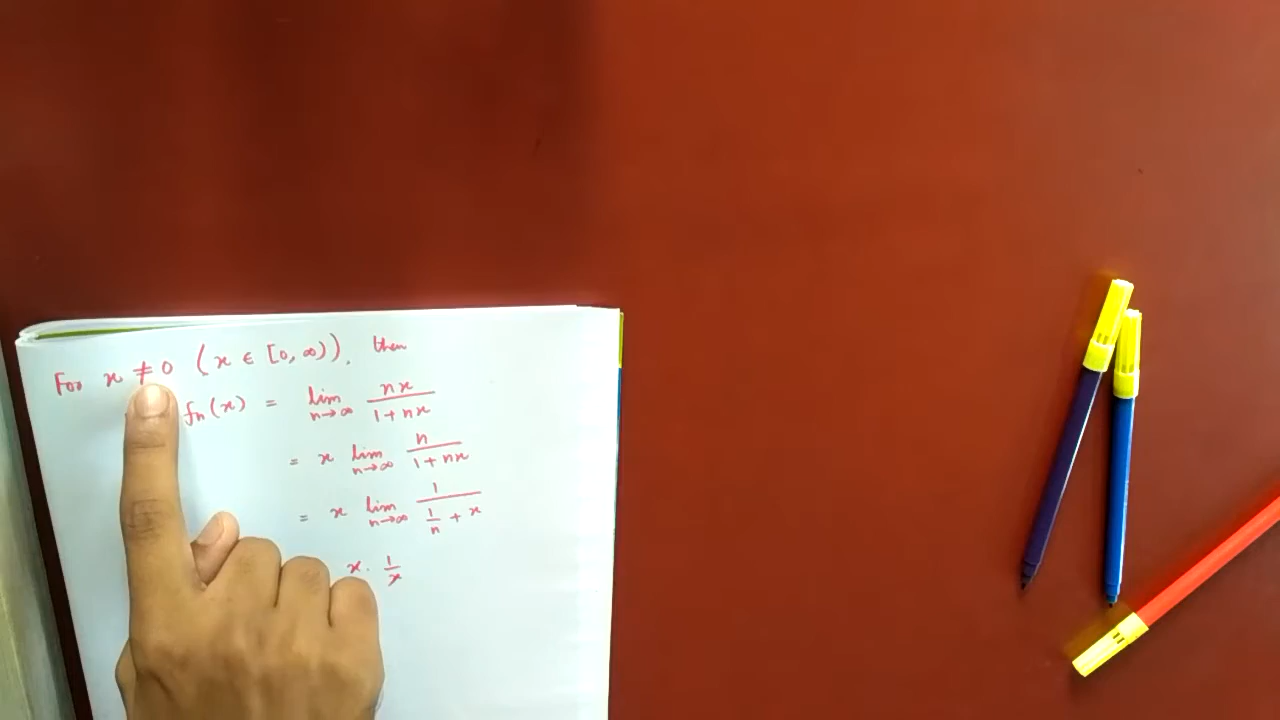 For x ≠ 0 (x ∈ [0, ∞)), then
fn(x) = lim n→∞ nx/(1 + nx)
= x lim n→∞ n/(1 + nx)
= x lim n→∞ 1/(1/n + x)
x. 1/x